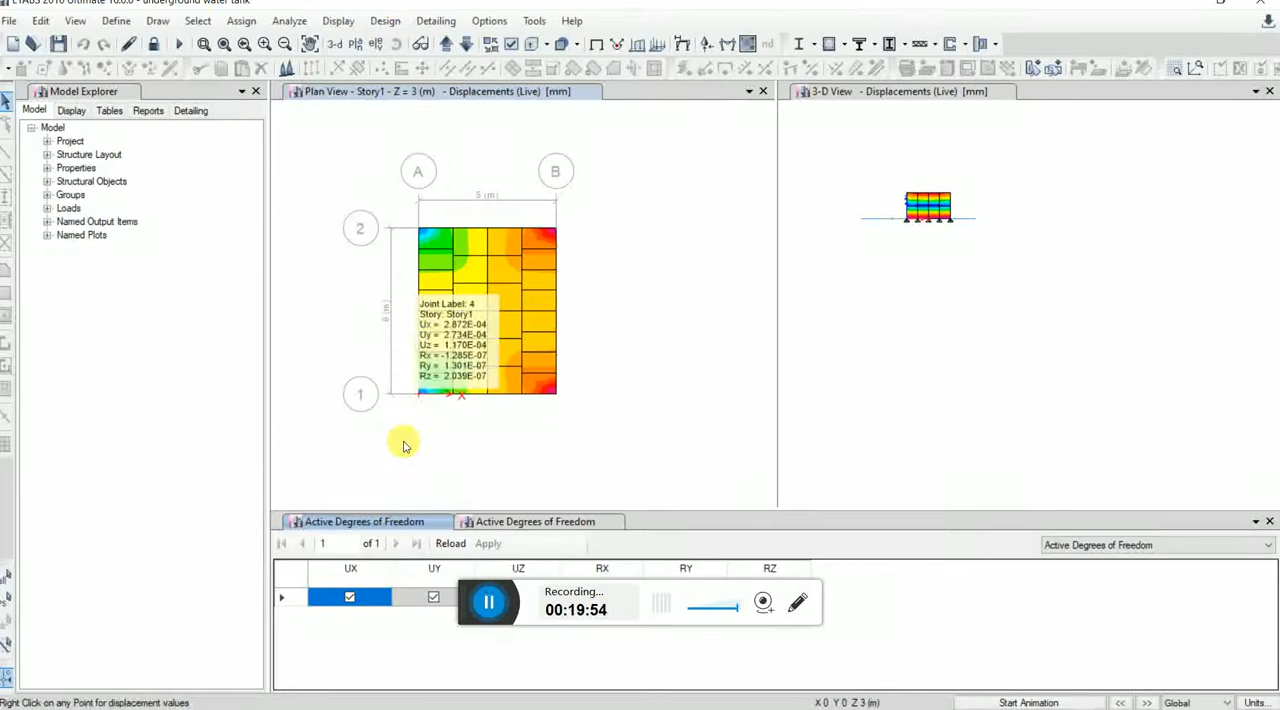 ETABS 2016 Ultimate 16.0.0 - underground water tank
File Edit View Define Draw Select Assign Analyze Display Design Detailing Options Tools Help
3-d nd
Model Explorer
Plan View - Story1 - Z = 3 (m) - Displacements (Live) [mm]
3-D View - Displacements (Live) [mm]
Model Display Tables Reports Detailing
Model
Project
Structure Layout
Properties
Structural Objects
Groups
Loads
Named Output Items
Named Plots
A B
5 (m)
2
6 (m)
1
X
Joint Label: 4
Story: Story1
Ux = 2.872E-04
Uy = 2.734E-04
Uz = 1.170E-04
Rx = -1.285E-07
Ry = 1.301E-07
Rz = 2.039E-07
Active Degrees of Freedom Active Degrees of Freedom
1 of 1 Reload Apply Active Degrees of Freedom
UX UY UZ RX RY RZ
Recording...
00:19:54
Right Click on any Point for displacement values X 0 Y 0 Z 3 (m) Start Animation << >> Global Units...